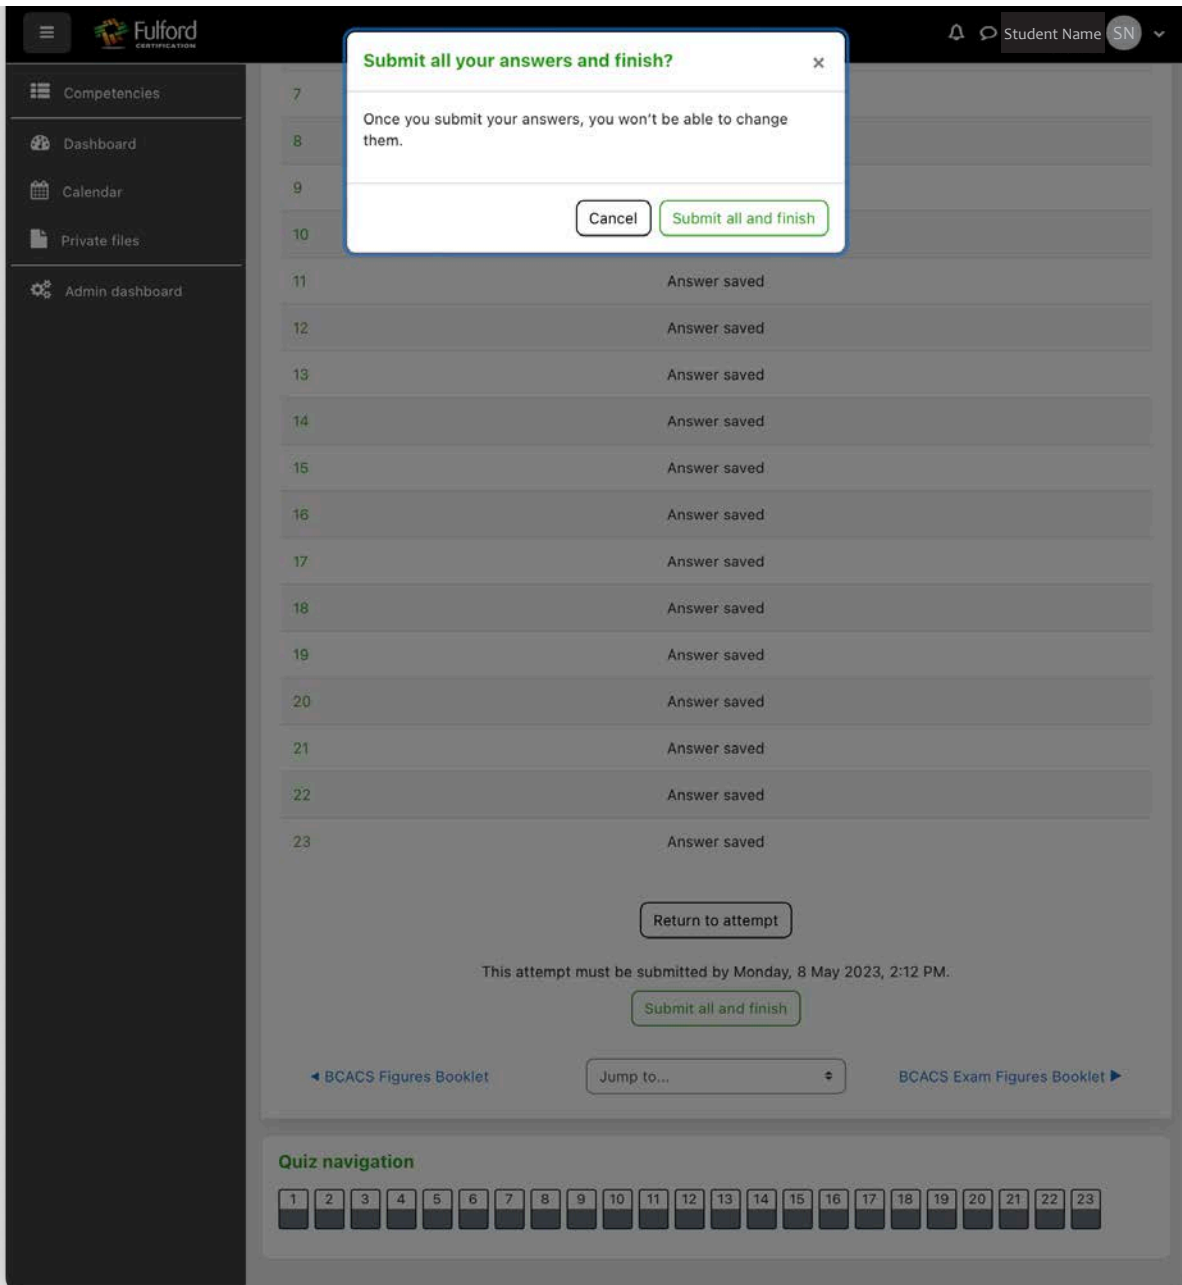 Fulford
CERTIFICATION
Student Name SN
Submit all your answers and finish? ×
Once you submit your answers, you won't be able to change
them.
Cancel Submit all and finish
Competencies
Dashboard
Calendar
Private files
Admin dashboard
7
8
9
10
11 Answer saved
12 Answer saved
13 Answer saved
14 Answer saved
15 Answer saved
16 Answer saved
17 Answer saved
18 Answer saved
19 Answer saved
20 Answer saved
21 Answer saved
22 Answer saved
23 Answer saved
Return to attempt
This attempt must be submitted by Monday, 8 May 2023, 2:12 PM.
Submit all and finish
◄ BCACS Figures Booklet Jump to... BCACS Exam Figures Booklet ►
Quiz navigation
1 2 3 4 5 6 7 8 9 10 11 12 13 14 15 16 17 18 19 20 21 22 23